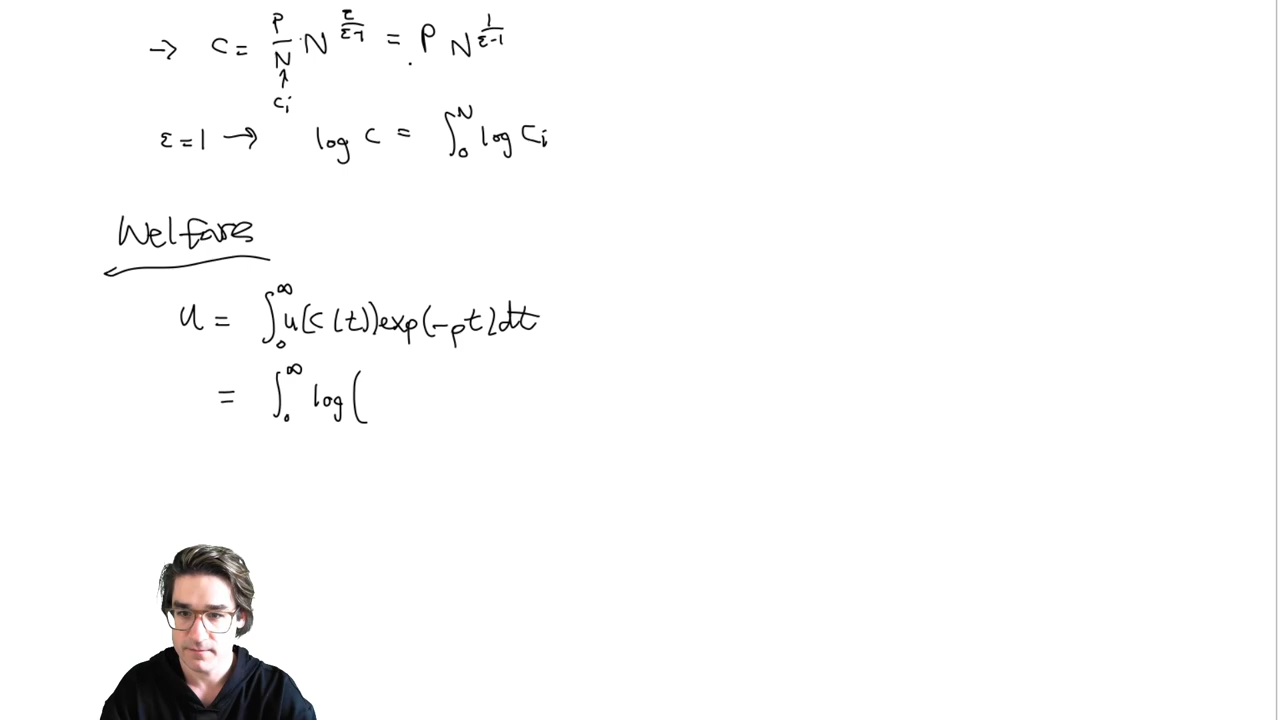 → C = P/N · N^{ε/(ε-1)} = P N^{1/(ε-1)}
↑
c_i
ε=1 → log C = ∫_0^N log C_i
Welfare
U = ∫_0^∞ u(C(t))exp(-ρt)dt
= ∫_0^∞ log(